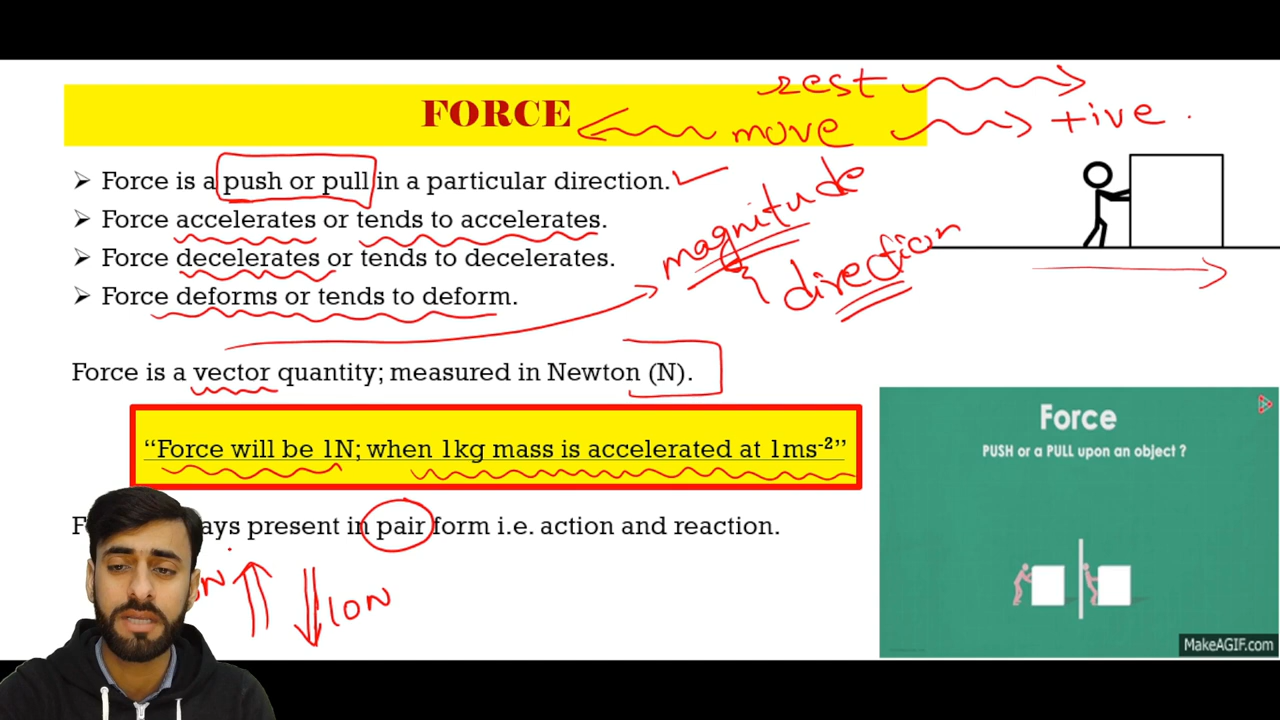 rest
FORCE
move
+ive
➤ Force is a push or pull in a particular direction.
➤ Force accelerates or tends to accelerates.
➤ Force decelerates or tends to decelerates.
➤ Force deforms or tends to deform.
magnitude
direction
Force is a vector quantity; measured in Newton (N).
“Force will be 1N; when 1kg mass is accelerated at 1ms⁻²”
present in pair form i.e. action and reaction.
N
10N
Force
PUSH or a PULL upon an object ?
MakeAGIF.com